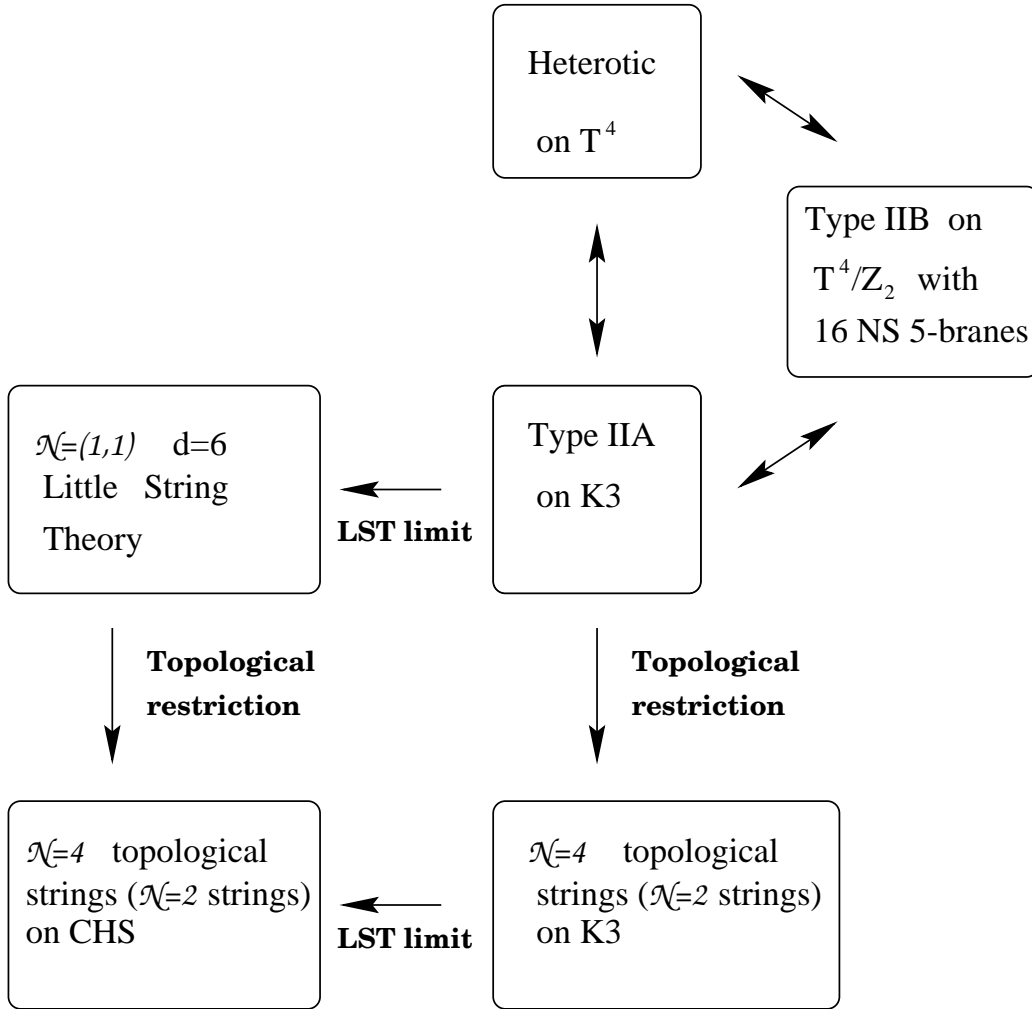 Heterotic
on T^4
Type IIB on
T^4/Z_2 with
16 NS 5-branes
Type IIA
on K3
𝒩=(1,1) d=6
Little String
Theory
LST limit
Topological
restriction
Topological
restriction
𝒩=4 topological
strings (𝒩=2 strings)
on CHS
LST limit
𝒩=4 topological
strings (𝒩=2 strings)
on K3